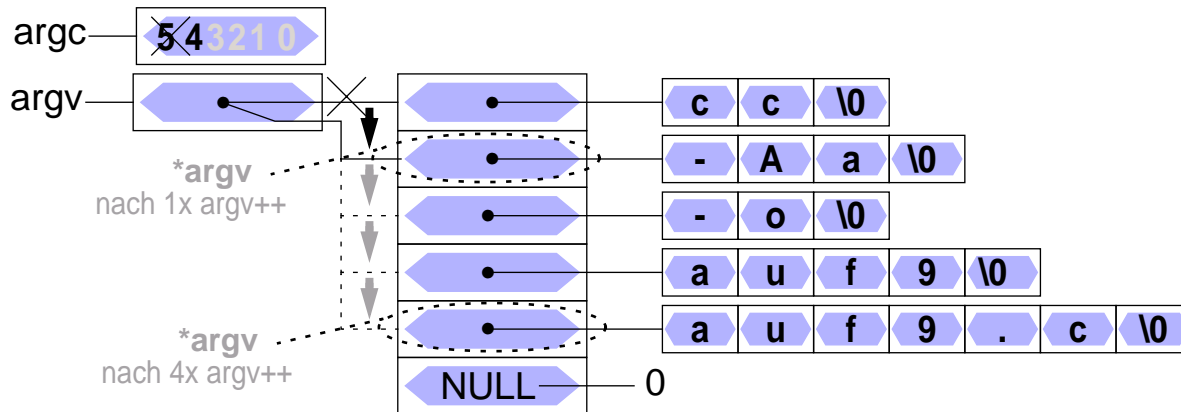 argc
5 4 3 2 1 0
argv
c c \0
*argv
nach 1x argv++
- A a \0
- o \0
a u f 9 \0
*argv
nach 4x argv++
a u f 9 . c \0
NULL 0